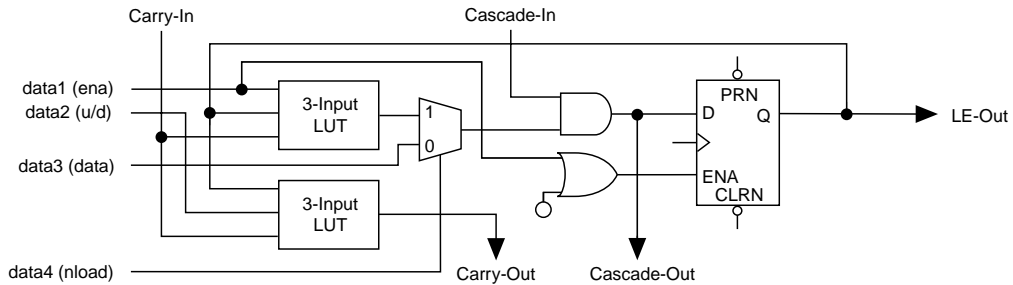 Carry-In
Cascade-In
data1 (ena)
data2 (u/d)
3-Input
LUT
1
0
PRN
D
Q
LE-Out
data3 (data)
ENA
CLRN
3-Input
LUT
data4 (nload)
Carry-Out
Cascade-Out